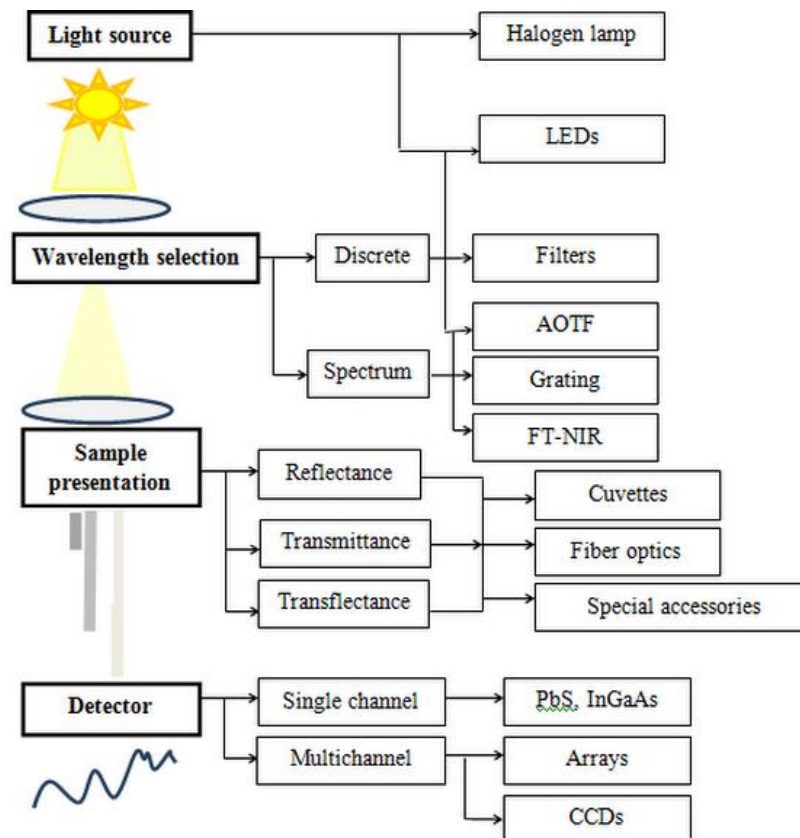 Light source
Halogen lamp
LEDs
Wavelength selection
Discrete
Filters
AOTF
Spectrum
Grating
FT-NIR
Sample
presentation
Reflectance
Cuvettes
Transmittance
Fiber optics
Transflectance
Special accessories
Detector
Single channel
PbS, InGaAs
Multichannel
Arrays
CCDs